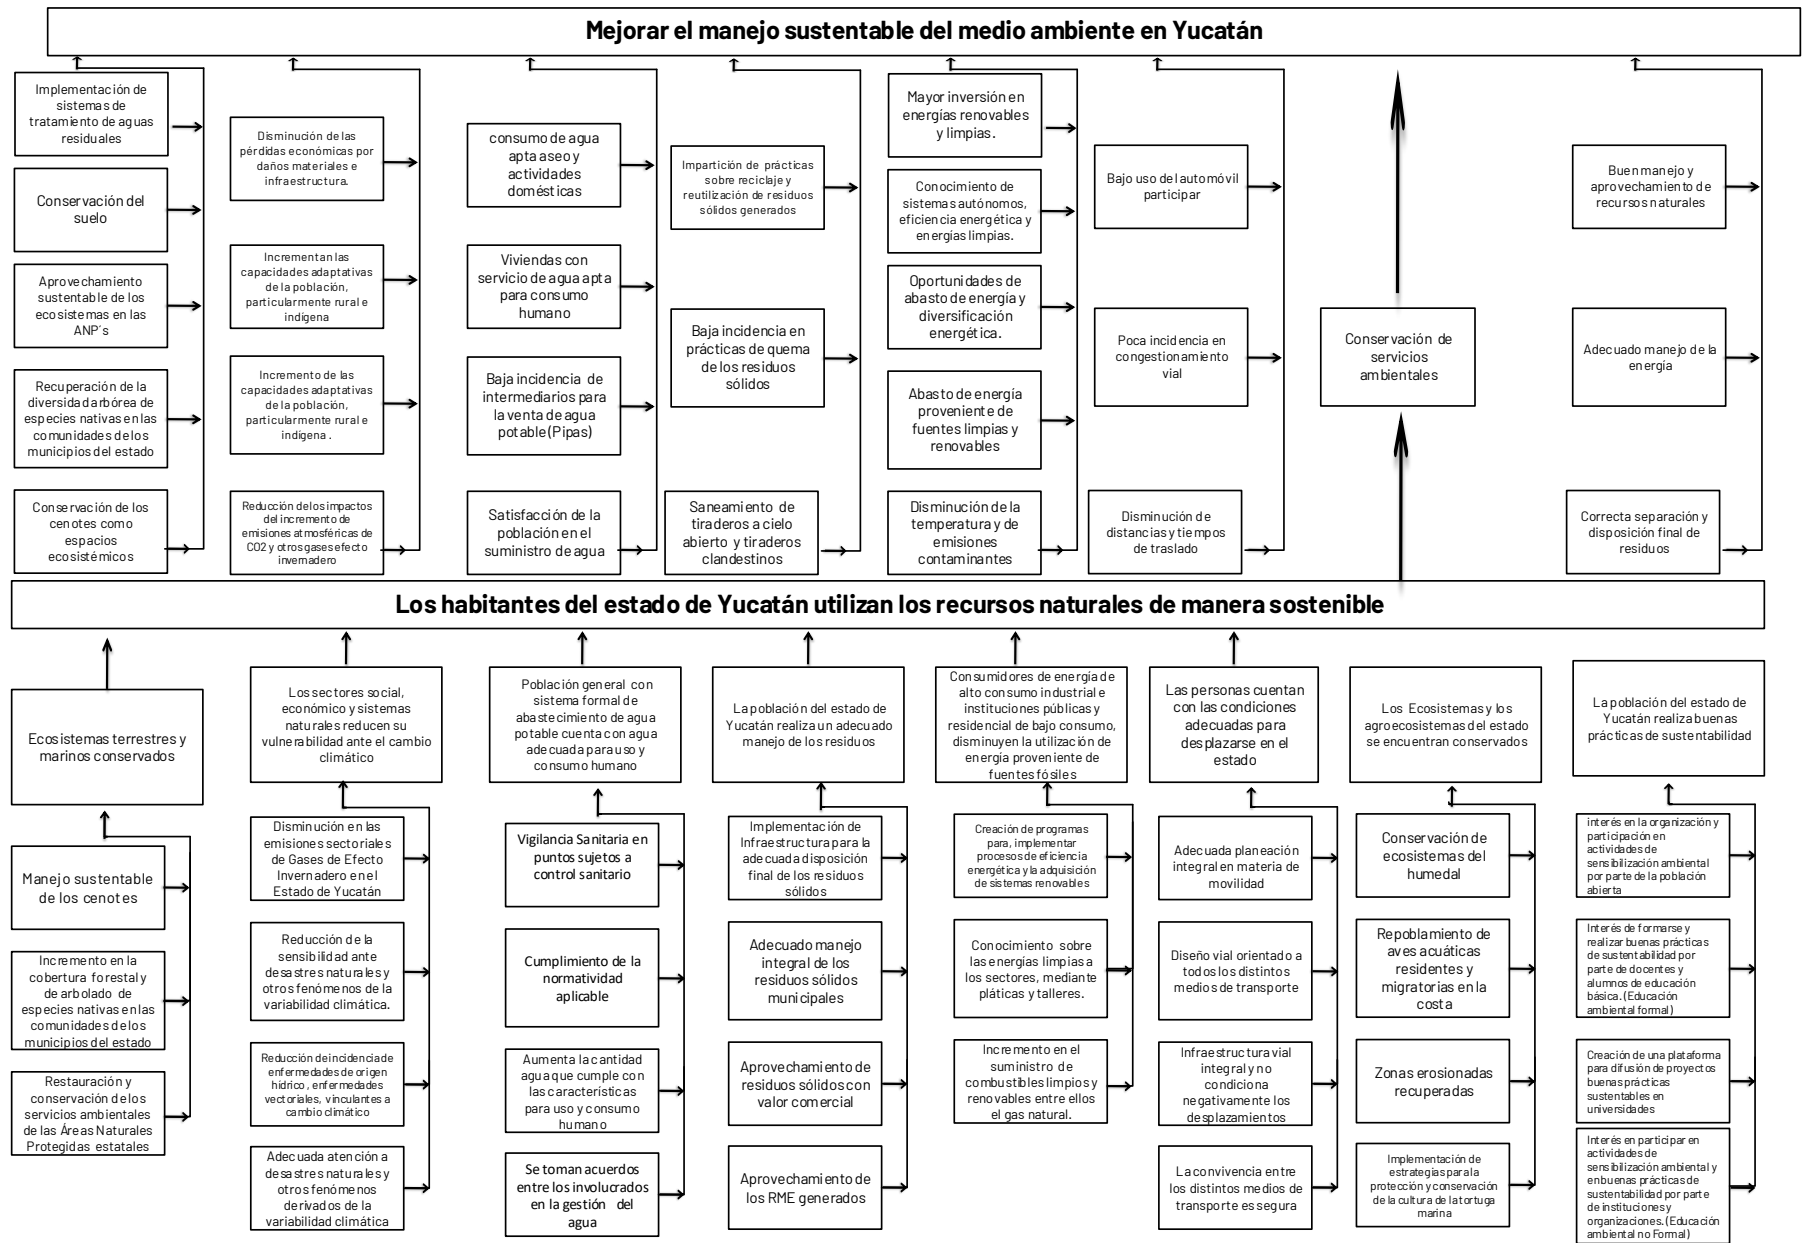 Mejorar el manejo sustentable del medio ambiente en Yucatán
Implementación de
sistemas de
tratamiento de aguas
residuales
Conservación del
suelo
Aprovechamiento
sustentable de los
ecosistemas en las
ANP´s
Recuperación de la
diversidad arbórea de
especies nativas en las
comunidades de los
municipios del estado
Conservación de los
cenotes como
espacios
ecosistémicos
Disminución de las
pérdidas económicas por
daños materiales e
infraestructura.
Incrementan las
capacidades adaptativas
de la población,
particularmente rural e
indígena
Incremento de las
capacidades adaptativas
de la población,
particularmente rural e
indígena .
Reducción de los impactos
del incremento de
emisiones atmosféricas de
CO2 y otros gases efecto
invernadero
consumo de agua
apta aseo y
actividades
domésticas
Viviendas con
servicio de agua apta
para consumo
humano
Baja incidencia de
intermediarios para
la venta de agua
potable (Pipas)
Satisfacción de la
población en el
suministro de agua
Impartición de prácticas
sobre reciclaje y
reutilización de residuos
sólidos generados
Baja incidencia en
prácticas de quema
de los residuos
sólidos
Saneamiento de
tiraderos a cielo
abierto y tiraderos
clandestinos
Mayor inversión en
energías renovables
y limpias.
Conocimiento de
sistemas autónomos,
eficiencia energética y
energías limpias.
Oportunidades de
abasto de energía y
diversificación
energética.
Abasto de energía
proveniente de
fuentes limpias y
renovables
Disminución de la
temperatura y de
emisiones
contaminantes
Bajo uso del automóvil
participar
Poca incidencia en
congestionamiento
vial
Disminución de
distancias y tiempos
de traslado
Conservación de
servicios
ambientales
Buen manejo y
aprovechamiento de
recursos naturales
Adecuado manejo de la
energía
Correcta separación y
disposición final de
residuos
Los habitantes del estado de Yucatán utilizan los recursos naturales de manera sostenible
Ecosistemas terrestres y
marinos conservados
Manejo sustentable
de los cenotes
Incremento en la
cobertura forestal y
de arbolado de
especies nativas en las
comunidades de los
municipios del estado
Restauración y
conservación de los
servicios ambientales
de las Áreas Naturales
Protegidas estatales
Los sectores social,
económico y sistemas
naturales reducen su
vulnerabilidad ante el cambio
climático
Disminución en las
emisiones sectoriales
de Gases de Efecto
Invernadero en el
Estado de Yucatán
Reducción de la
sensibilidad ante
desastres naturales y
otros fenómenos de la
variabilidad climática.
Reducción de incidencia de
enfermedades de origen
hídrico, enfermedades
vectoriales, vinculantes a
cambio climático
Adecuada atención a
desastres naturales y
otros fenómenos
derivados de la
variabilidad climática
Población general con
sistema formal de
abastecimiento de agua
potable cuenta con agua
adecuada para uso y
consumo humano
Vigilancia Sanitaria en
puntos sujetos a
control sanitario
Cumplimiento de la
normatividad
aplicable
Aumenta la cantidad
agua que cumple con
las características
para uso y consumo
humano
Se toman acuerdos
entre los involucrados
en la gestión del
agua
La población del estado de
Yucatán realiza un adecuado
manejo de los residuos
Implementación de
Infraestructura para la
adecuada disposición
final de los residuos
sólidos
Adecuado manejo
integral de los
residuos sólidos
municipales
Aprovechamiento de
residuos sólidos con
valor comercial
Aprovechamiento de
los RME generados
Consumidores de energía de
alto consumo industrial e
instituciones públicas y
residencial de bajo consumo,
disminuyen la utilización de
energía proveniente de
fuentes fósiles
Creación de programas
para, implementar
procesos de eficiencia
energética y la adquisición
de sistemas renovables
Conocimiento sobre
las energías limpias a
los sectores, mediante
pláticas y talleres.
Incremento en el
suministro de
combustibles limpios y
renovables entre ellos
el gas natural.
Las personas cuentan
con las condiciones
adecuadas para
desplazarse en el
estado
Adecuada planeación
integral en materia de
movilidad
Diseño vial orientado a
todos los distintos
medios de transporte
Infraestructura vial
integral y no
condiciona
negativamente los
desplazamientos
La convivencia entre
los distintos medios de
transporte es segura
Los Ecosistemas y los
agroecosistemas del estado
se encuentran conservados
Conservación de
ecosistemas del
humedal
Repoblamiento de
aves acuáticas
residentes y
migratorias en la
costa
Zonas erosionadas
recuperadas
Implementación de
estrategias para la
protección y conservación
de la cultura de la tortuga
marina
La población del estado de
Yucatán realiza buenas
prácticas de sustentabilidad
interés en la organización y
participación en
actividades de
sensibilización ambiental
por parte de la población
abierta
Interés de formarse y
realizar buenas prácticas
de sustentabilidad por
parte de docentes y
alumnos de educación
básica. (Educación
ambiental formal)
Creación de una plataforma
para difusión de proyectos
buenas prácticas
sustentables en
universidades
Interés en participar en
actividades de
sensibilización ambiental y
en buenas prácticas de
sustentabilidad por parte
de instituciones y
organizaciones. (Educación
ambiental no Formal)